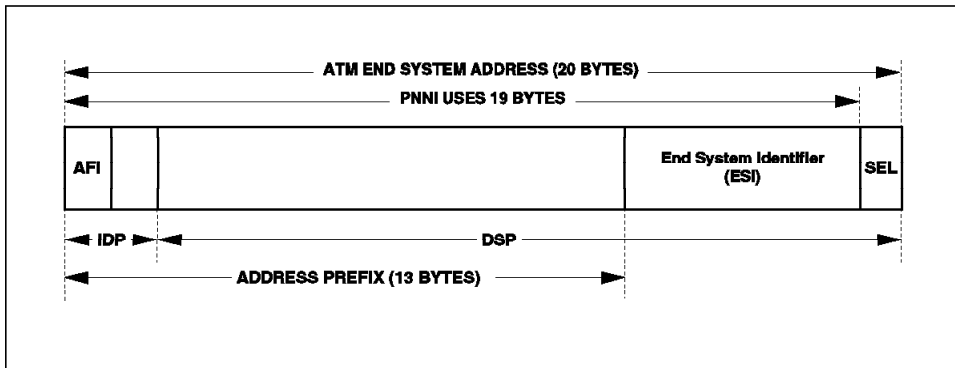 ATM END SYSTEM ADDRESS (20 BYTES)
PNNI USES 19 BYTES
AFI
End System Identifier
(ESI)
SEL
IDP
DSP
ADDRESS PREFIX (13 BYTES)